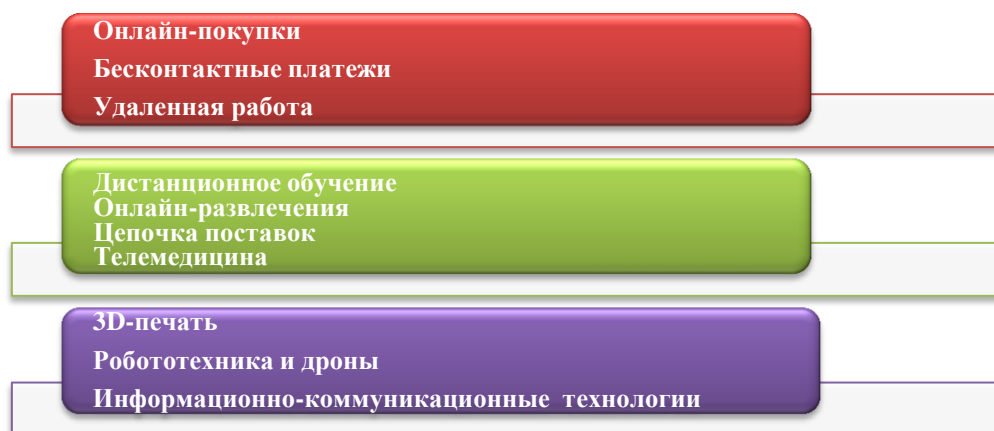 Онлайн-покупки
Бесконтактные платежи
Удаленная работа
Дистанционное обучение
Онлайн-развлечения
Цепочка поставок
Телемедицина
3D-печать
Робототехника и дроны
Информационно-коммуникационные технологии